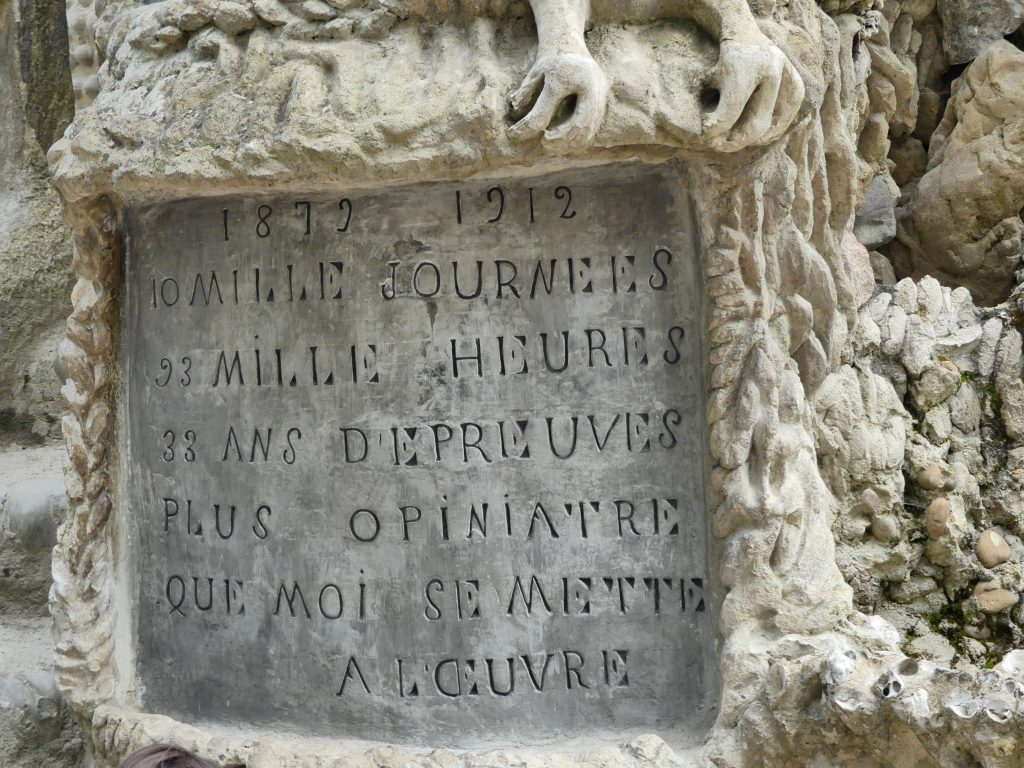 1879 1912
10 MILLE JOURNEES
93 MILLE HEURES
33 ANS D'EPREUVES
PLUS OPINIATRE
QUE MOI SE METTE
A L'ŒUVRE